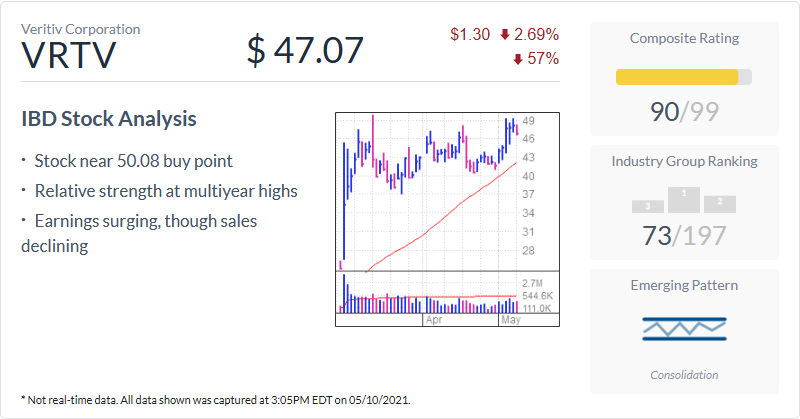 Veritiv Corporation
VRTV
$ 47.07
$1.30 2.69%
57%
IBD Stock Analysis
· Stock near 50.08 buy point
· Relative strength at multiyear highs
· Earnings surging, though sales
declining
49
46
43
40
37
34
31
28
2.7M
544.6K
111.0K
Apr May
Composite Rating
90/99
Industry Group Ranking
3 1 2
73/197
Emerging Pattern
Consolidation
* Not real-time data. All data shown was captured at 3:05PM EDT on 05/10/2021.